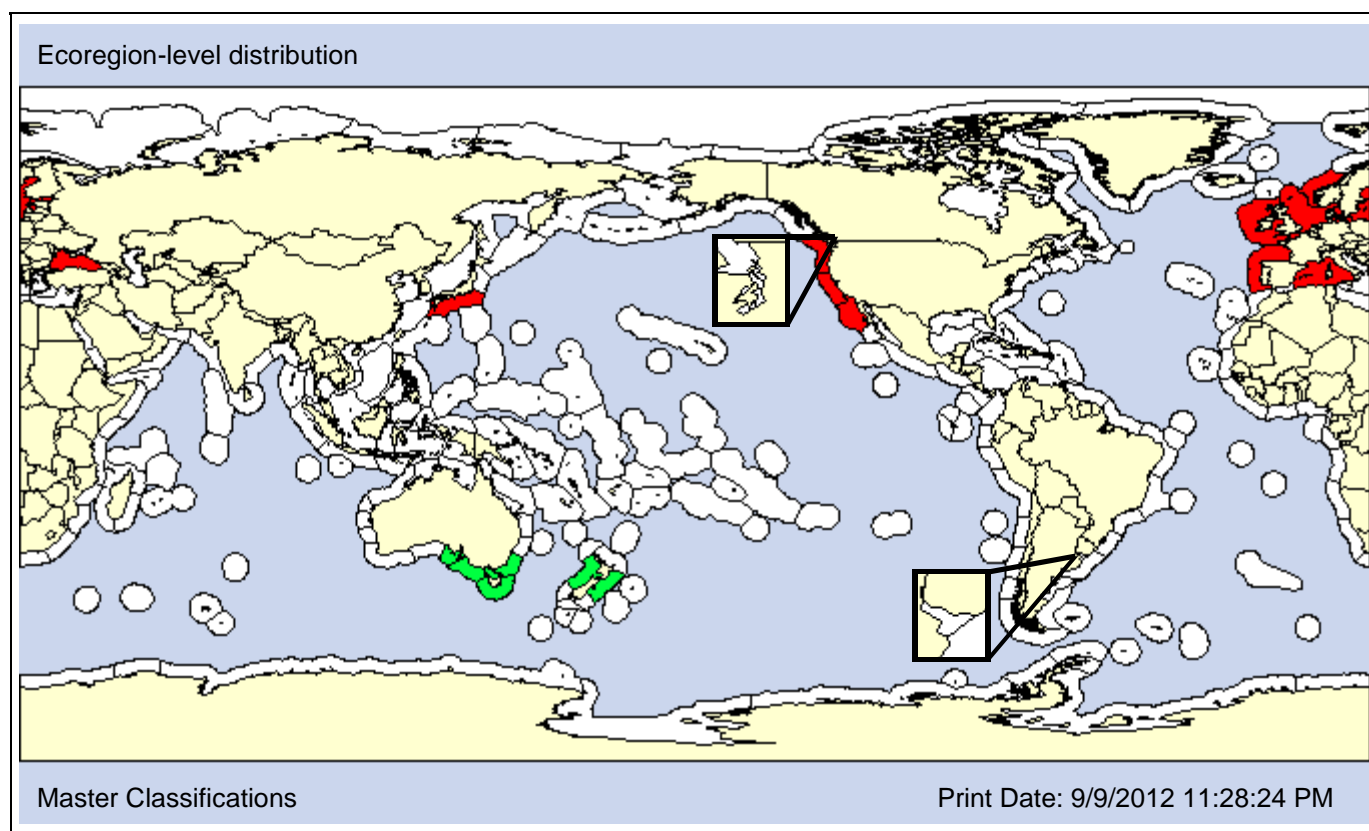 Ecoregion-level distribution
Master Classifications
Print Date: 9/9/2012 11:28:24 PM